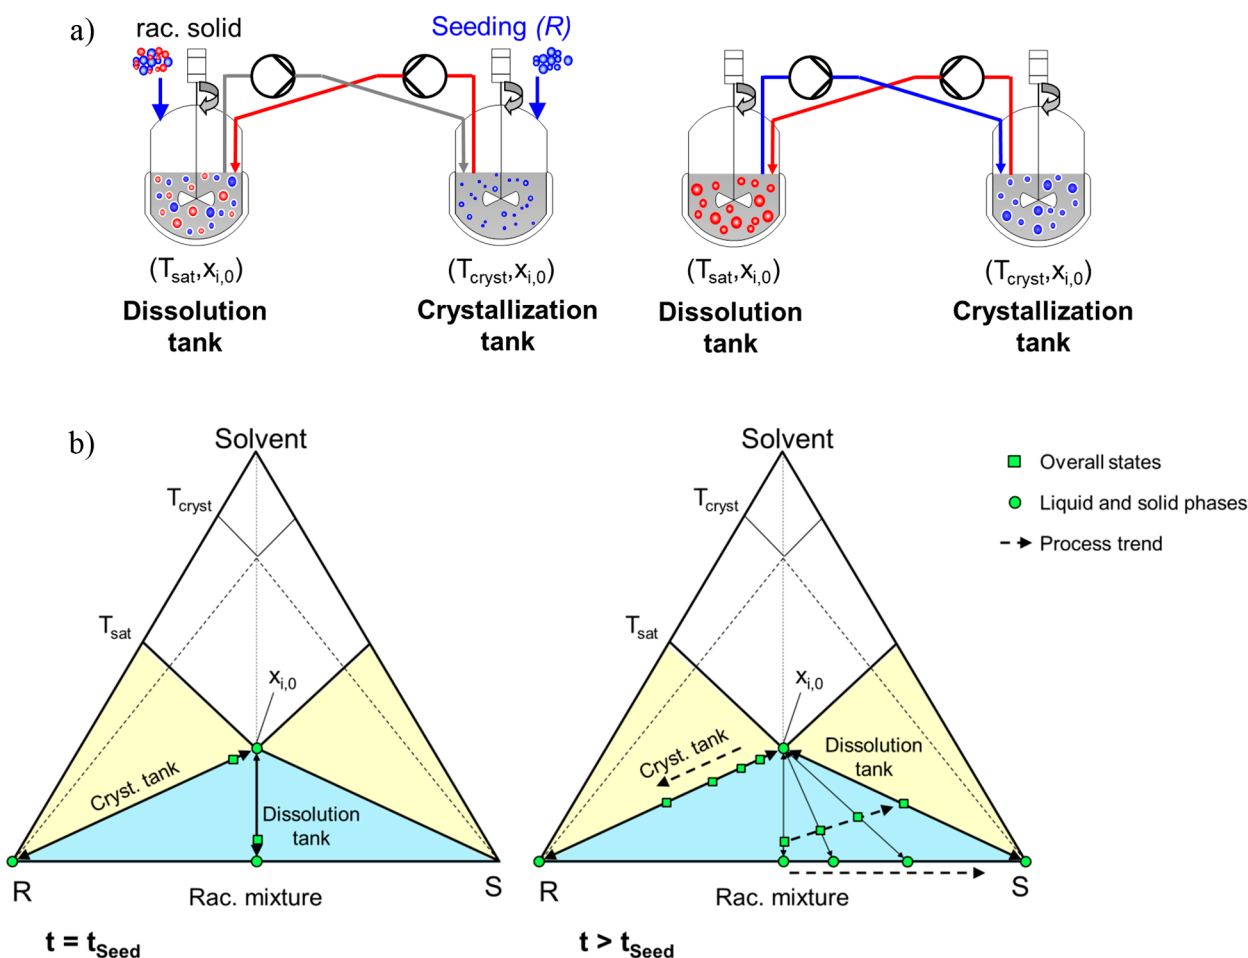 a)
rac. solid
Seeding (R)
(Tsat,xi,0)
Dissolution
tank
(Tcryst,xi,0)
Crystallization
tank
(Tsat,xi,0)
Dissolution
tank
(Tcryst,xi,0)
Crystallization
tank
b)
Solvent
Tcryst
Tsat
xi,0
Cryst. tank
Dissolution
tank
R
Rac. mixture
S
t = tSeed
Solvent
Tcryst
Tsat
xi,0
Cryst. tank
Dissolution
tank
R
Rac. mixture
S
t > tSeed
Overall states
Liquid and solid phases
Process trend